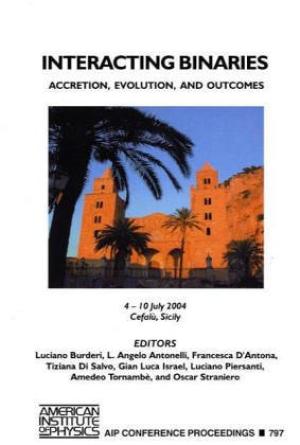 INTERACTING BINARIES
ACCRETION, EVOLUTION, AND OUTCOMES
4 – 10 July 2004
Cefalù, Sicily
EDITORS
Luciano Burderi, L. Angelo Antonelli, Francesca D'Antona,
Tiziana Di Salvo, Gian Luca Israel, Luciano Piersanti,
Amedeo Tornambè, and Oscar Straniero
AMERICAN
INSTITUTE
OF PHYSICS AIP CONFERENCE PROCEEDINGS ■ 797